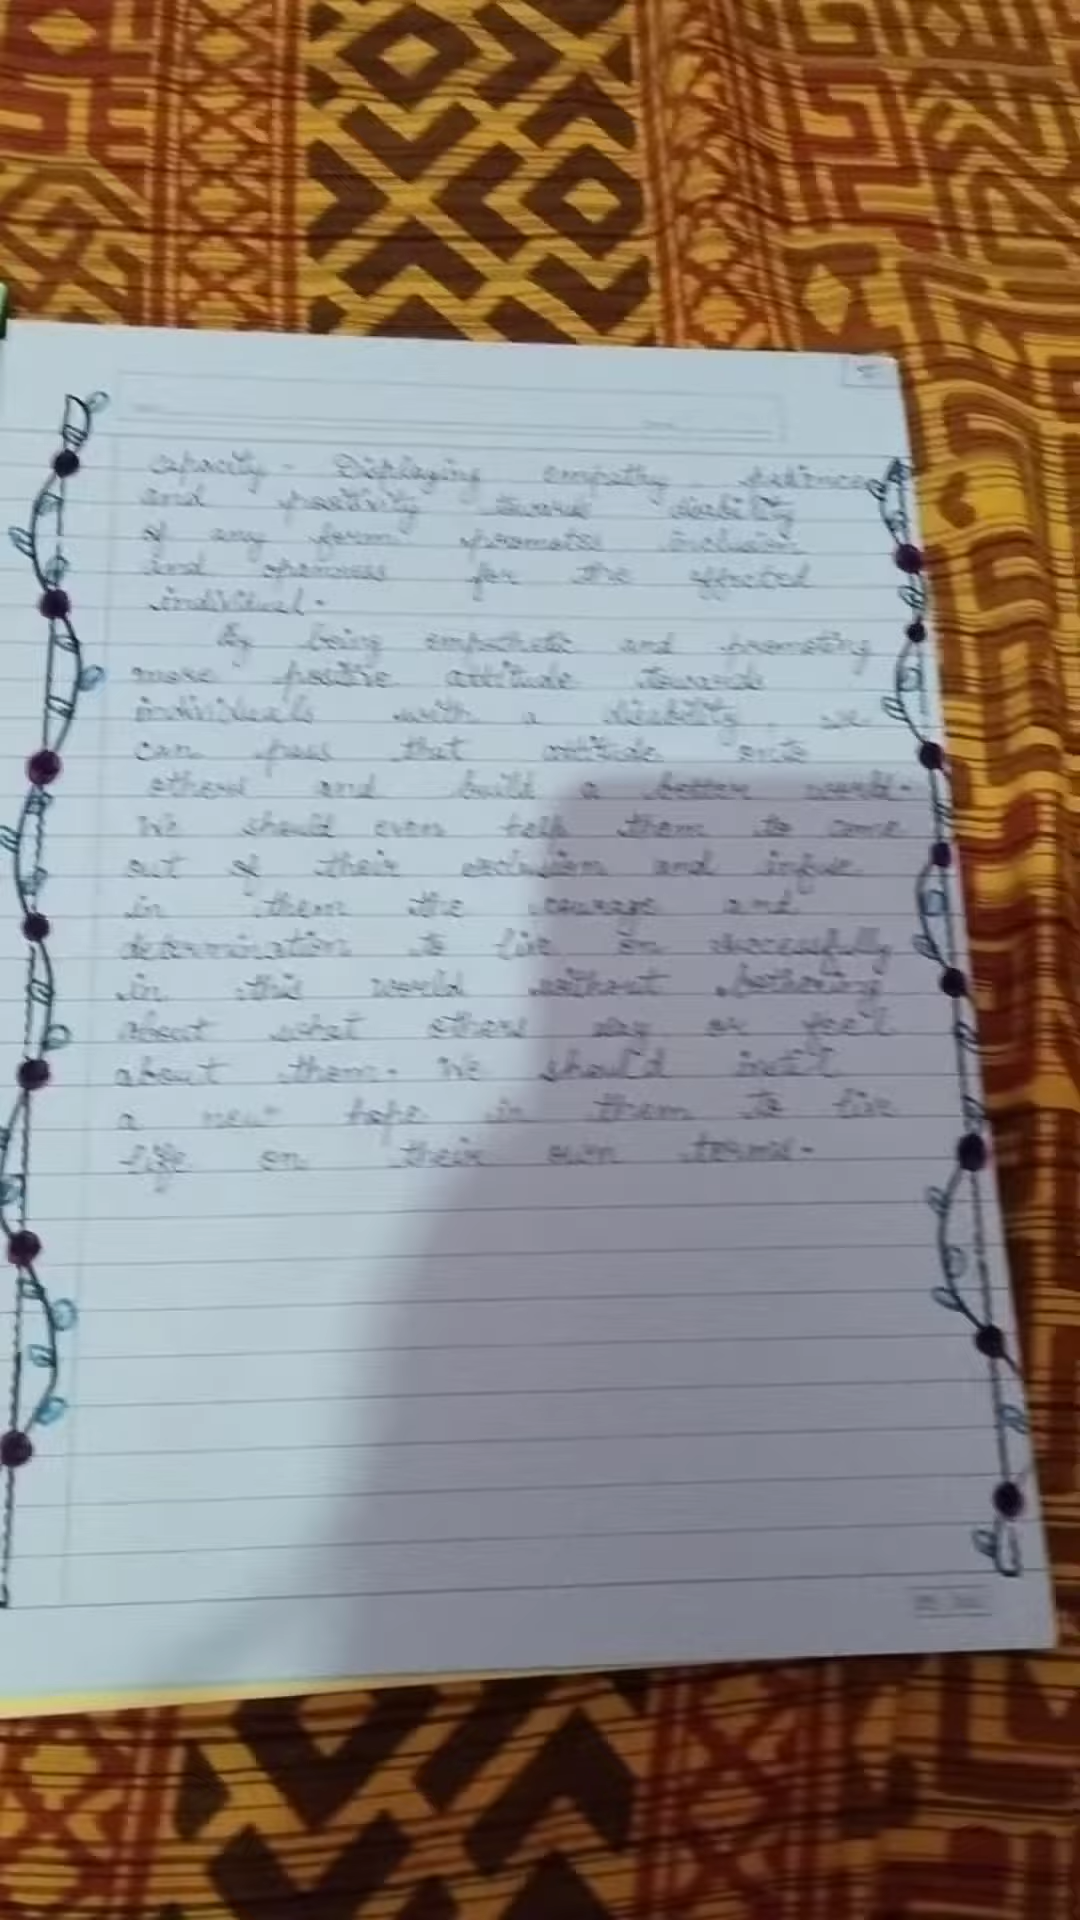 capacity. Displaying empathy, patience
and positivity toward disability
of any form promotes inclusion
and openness for the affected
individual.
By being empathetic and promoting
more positive attitude towards
individuals with a disability, we
can pass that attitude onto
others and build a better world.
We should even help them to come
out of their exclusion and infuse
in them the courage and
determination to live on successfully
in this world without bothering
about what others say or feel
about them. We should instil
a new hope in them to live
life on their own terms.